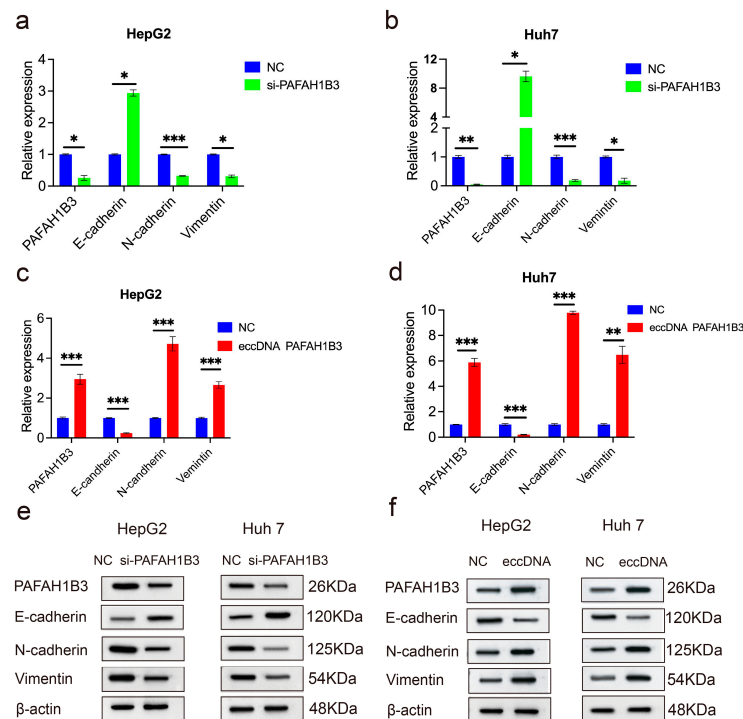 a
HepG2
Relative expression
4
3
2
1
0
*
*
***
*
NC
si-PAFAH1B3
PAFAH1B3
E-cadherin
N-cadherin
Vimentin
b
Huh7
Relative expression
12
8
4
2
1
0
**
*
***
*
NC
si-PAFAH1B3
PAFAH1B3
E-cadherin
N-cadherin
Vemintin
c
HepG2
Relative expression
6
4
2
0
***
***
***
***
NC
eccDNA PAFAH1B3
PAFAH1B3
E-cadherin
N-cadherin
Vemintin
d
Huh7
Relative expression
10
8
6
4
2
0
***
***
***
**
NC
eccDNA PAFAH1B3
PAFAH1B3
E-cadherin
N-cadherin
Vemintin
e
HepG2 Huh 7
NC si-PAFAH1B3 NC si-PAFAH1B3
PAFAH1B3 26KDa
E-cadherin 120KDa
N-cadherin 125KDa
Vimentin 54KDa
β-actin 48KDa
f
HepG2 Huh 7
NC eccDNA NC eccDNA
PAFAH1B3 26KDa
E-cadherin 120KDa
N-cadherin 125KDa
Vimentin 54KDa
β-actin 48KDa